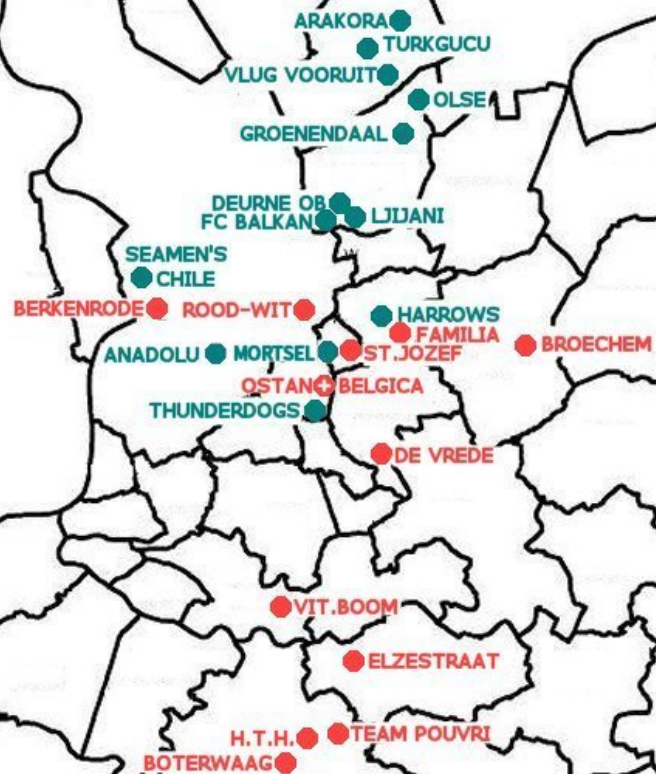 ARAKORA
TURKGUCU
VLUG VOORUIT
OLSE
GROENENDAAL
DEURNE OB
FC BALKAN
LJIJANI
SEAMEN'S
CHILE
BERKENRODE
ROOD-WIT
HARROWS
FAMILIA
BROECHEM
ANADOLU
MORTSEL
ST.JOZEF
OSTAN
BELGICA
THUNDERDOGS
DE VREDE
VIT.BOOM
ELZESTRAAT
TEAM POUVRI
H.T.H.
BOTERWAAG